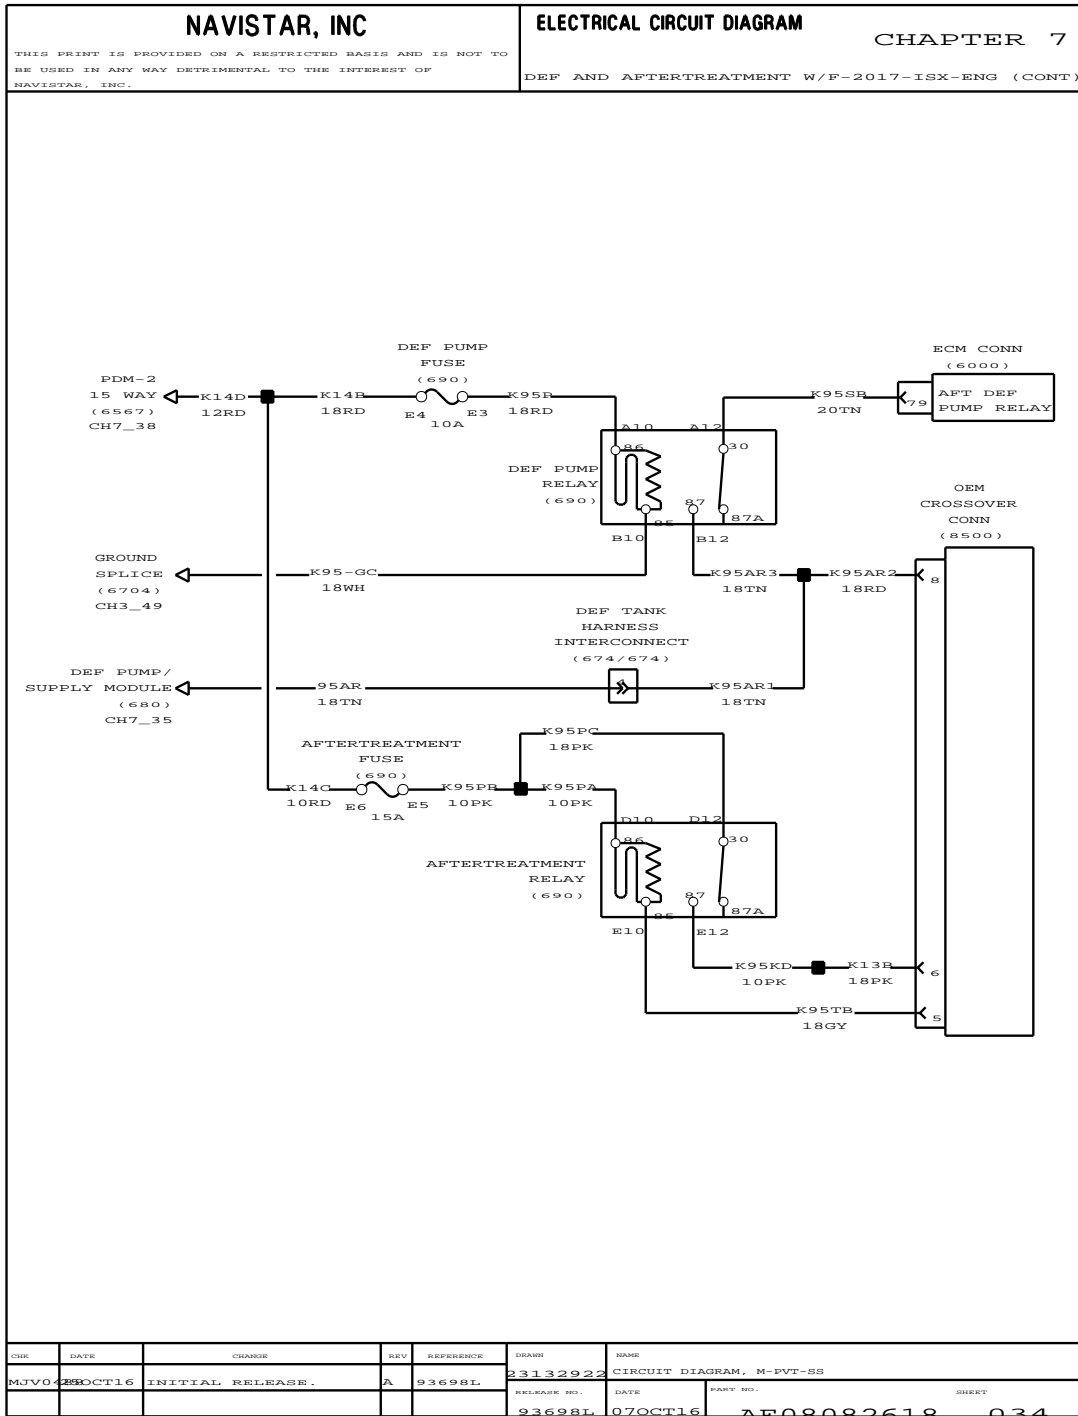 NAVISTAR, INC
THIS PRINT IS PROVIDED ON A RESTRICTED BASIS AND IS NOT TO
BE USED IN ANY WAY DETRIMENTAL TO THE INTEREST OF
NAVISTAR, INC.
ELECTRICAL CIRCUIT DIAGRAM
CHAPTER 7
DEF AND AFTERTREATMENT W/F-2017-ISX-ENG (CONT)
DEF PUMP
FUSE
(690)
ECM CONN
(6000)
PDM-2
15 WAY
(6567)
CH7_38
K14D
12RD
K14B
18RD
E4
E3
10A
K95B
18RD
K95SB
20TN
79
AFT DEF
PUMP RELAY
A10
A12
86
30
DEF PUMP
RELAY
(690)
87
85
87A
B10
B12
OEM
CROSSOVER
CONN
(8500)
GROUND
SPLICE
(6704)
CH3_49
K95-GC
18WH
K95AR3
18TN
K95AR2
18RD
8
DEF TANK
HARNESS
INTERCONNECT
(674/674)
DEF PUMP/
SUPPLY MODULE
(680)
CH7_35
95AR
18TN
K95AR1
18TN
K95PC
18PK
AFTERTREATMENT
FUSE
(690)
K14C
10RD
E6
E5
15A
K95PB
10PK
K95PA
10PK
D10
D12
86
30
AFTERTREATMENT
RELAY
(690)
87
85
87A
E10
E12
K95KD
10PK
K13B
18PK
6
K95TB
18GY
5
CHK
DATE
CHANGE
REV
REFERENCE
DRAWN
NAME
INITIAL RELEASE.
A
93698L
23132922
CIRCUIT DIAGRAM, M-PVT-SS
RELEASE NO.
DATE
PART NO.
SHEET
93698L
07OCT16
AF08082618
034